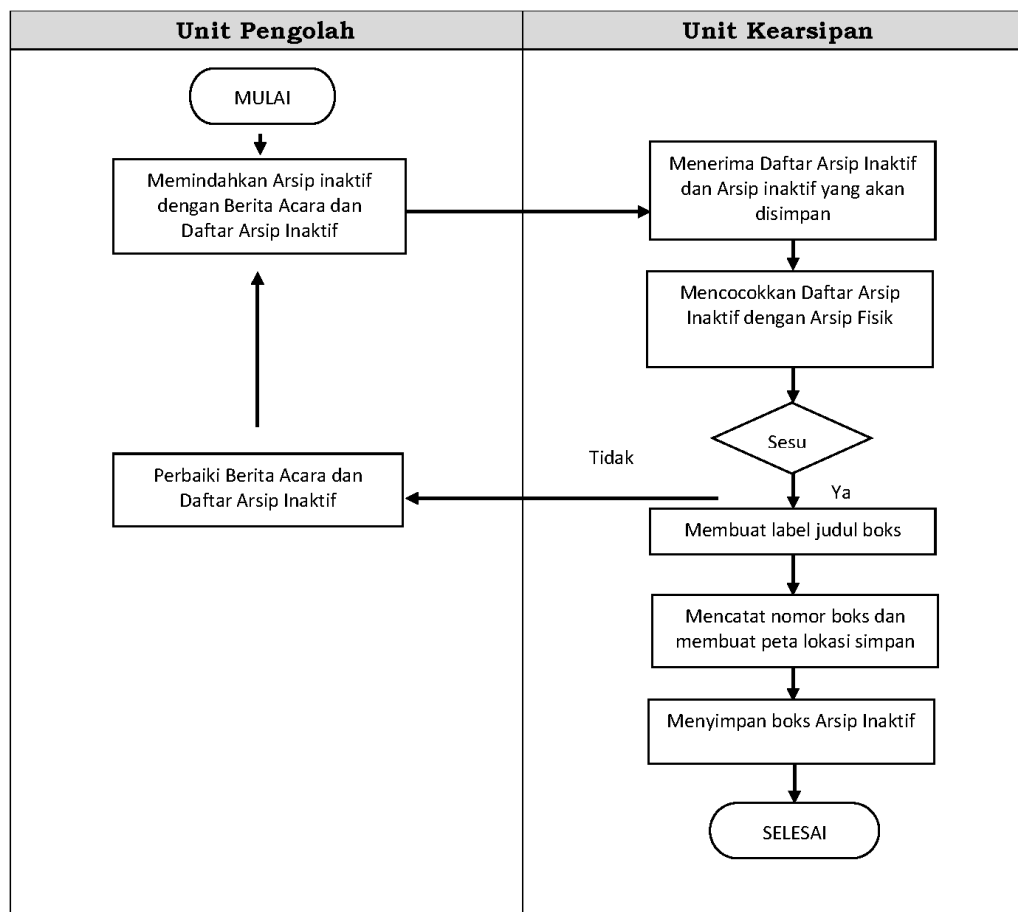 Unit Pengolah
Unit Kearsipan
MULAI
Memindahkan Arsip inaktif
dengan Berita Acara dan
Daftar Arsip Inaktif
Menerima Daftar Arsip Inaktif
dan Arsip inaktif yang akan
disimpan
Mencocokkan Daftar Arsip
Inaktif dengan Arsip Fisik
Sesu
Tidak
Ya
Perbaiki Berita Acara dan
Daftar Arsip Inaktif
Membuat label judul boks
Mencatat nomor boks dan
membuat peta lokasi simpan
Menyimpan boks Arsip Inaktif
SELESAI